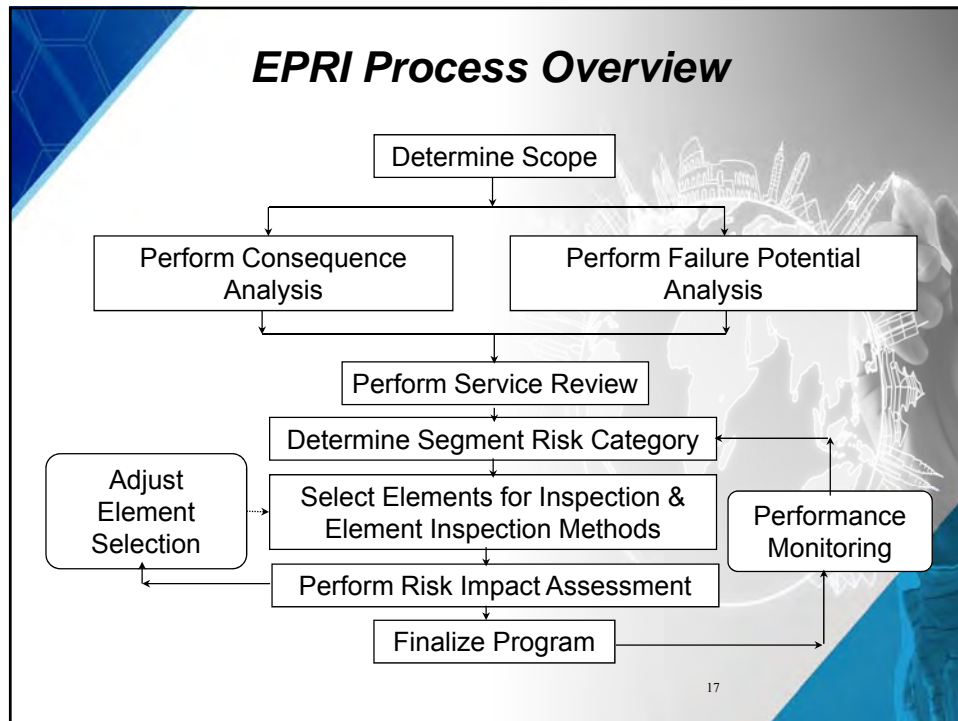 EPRI Process Overview
Determine Scope
Perform Consequence
Analysis
Perform Failure Potential
Analysis
Perform Service Review
Determine Segment Risk Category
Adjust
Element
Selection
Select Elements for Inspection &
Element Inspection Methods
Performance
Monitoring
Perform Risk Impact Assessment
Finalize Program
17